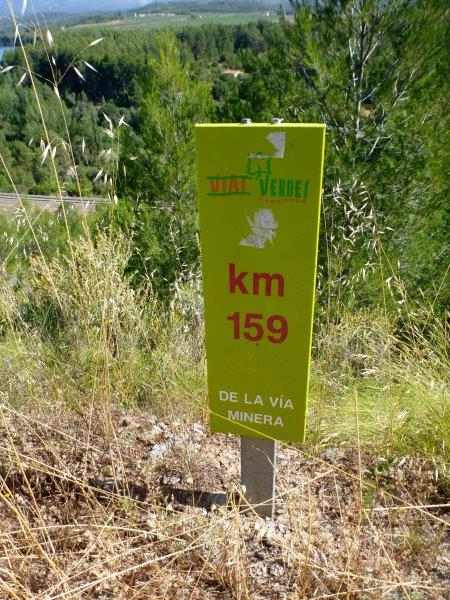 VÍAS VERDES
km
159
DE LA VÍA
MINERA